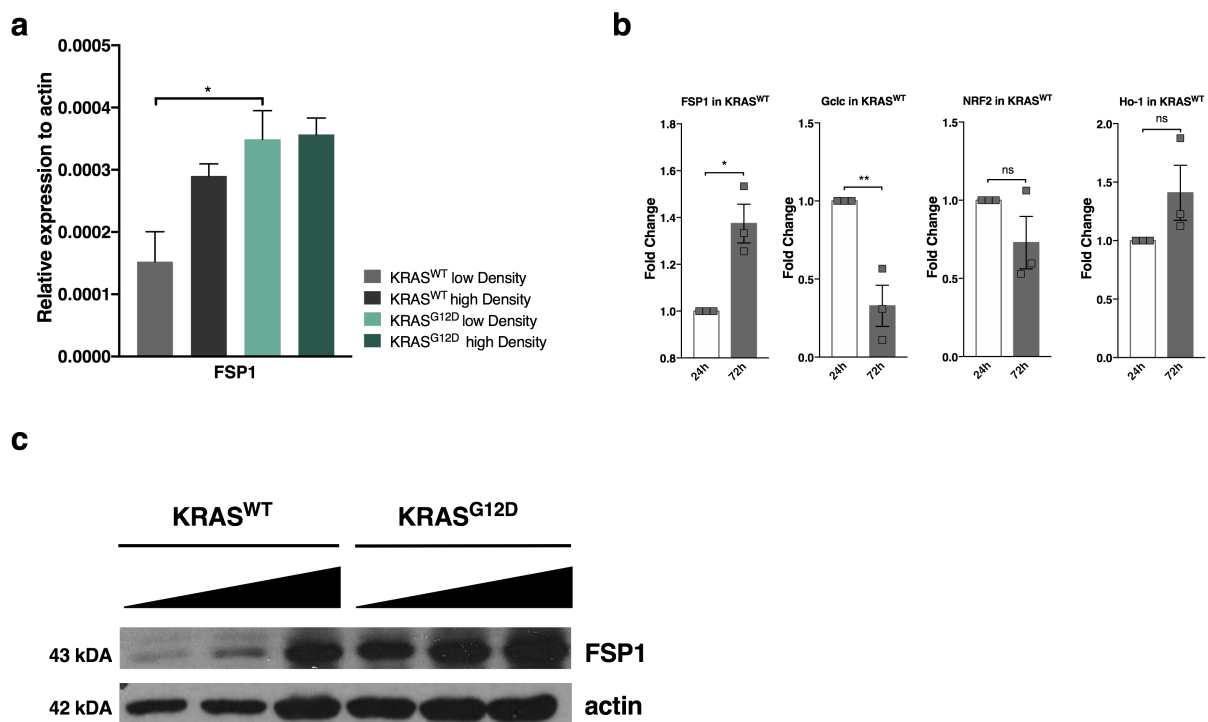 a
Relative expression to actin
0.0005
0.0004
0.0003
0.0002
0.0001
0.0000
*
FSP1
KRASWT low Density
KRASWT high Density
KRASG12D low Density
KRASG12D high Density
b
FSP1 in KRASWT
Fold Change
1.8
1.6
1.4
1.2
1.0
0.8
*
24h
72h
Gclc in KRASWT
Fold Change
1.5
1.0
0.5
0.0
**
24h
72h
NRF2 in KRASWT
Fold Change
1.5
1.0
0.5
0.0
ns
24h
72h
Ho-1 in KRASWT
Fold Change
2.0
1.5
1.0
0.5
0.0
ns
24h
72h
c
KRASWT
KRASG12D
43 kDA
FSP1
42 kDA
actin